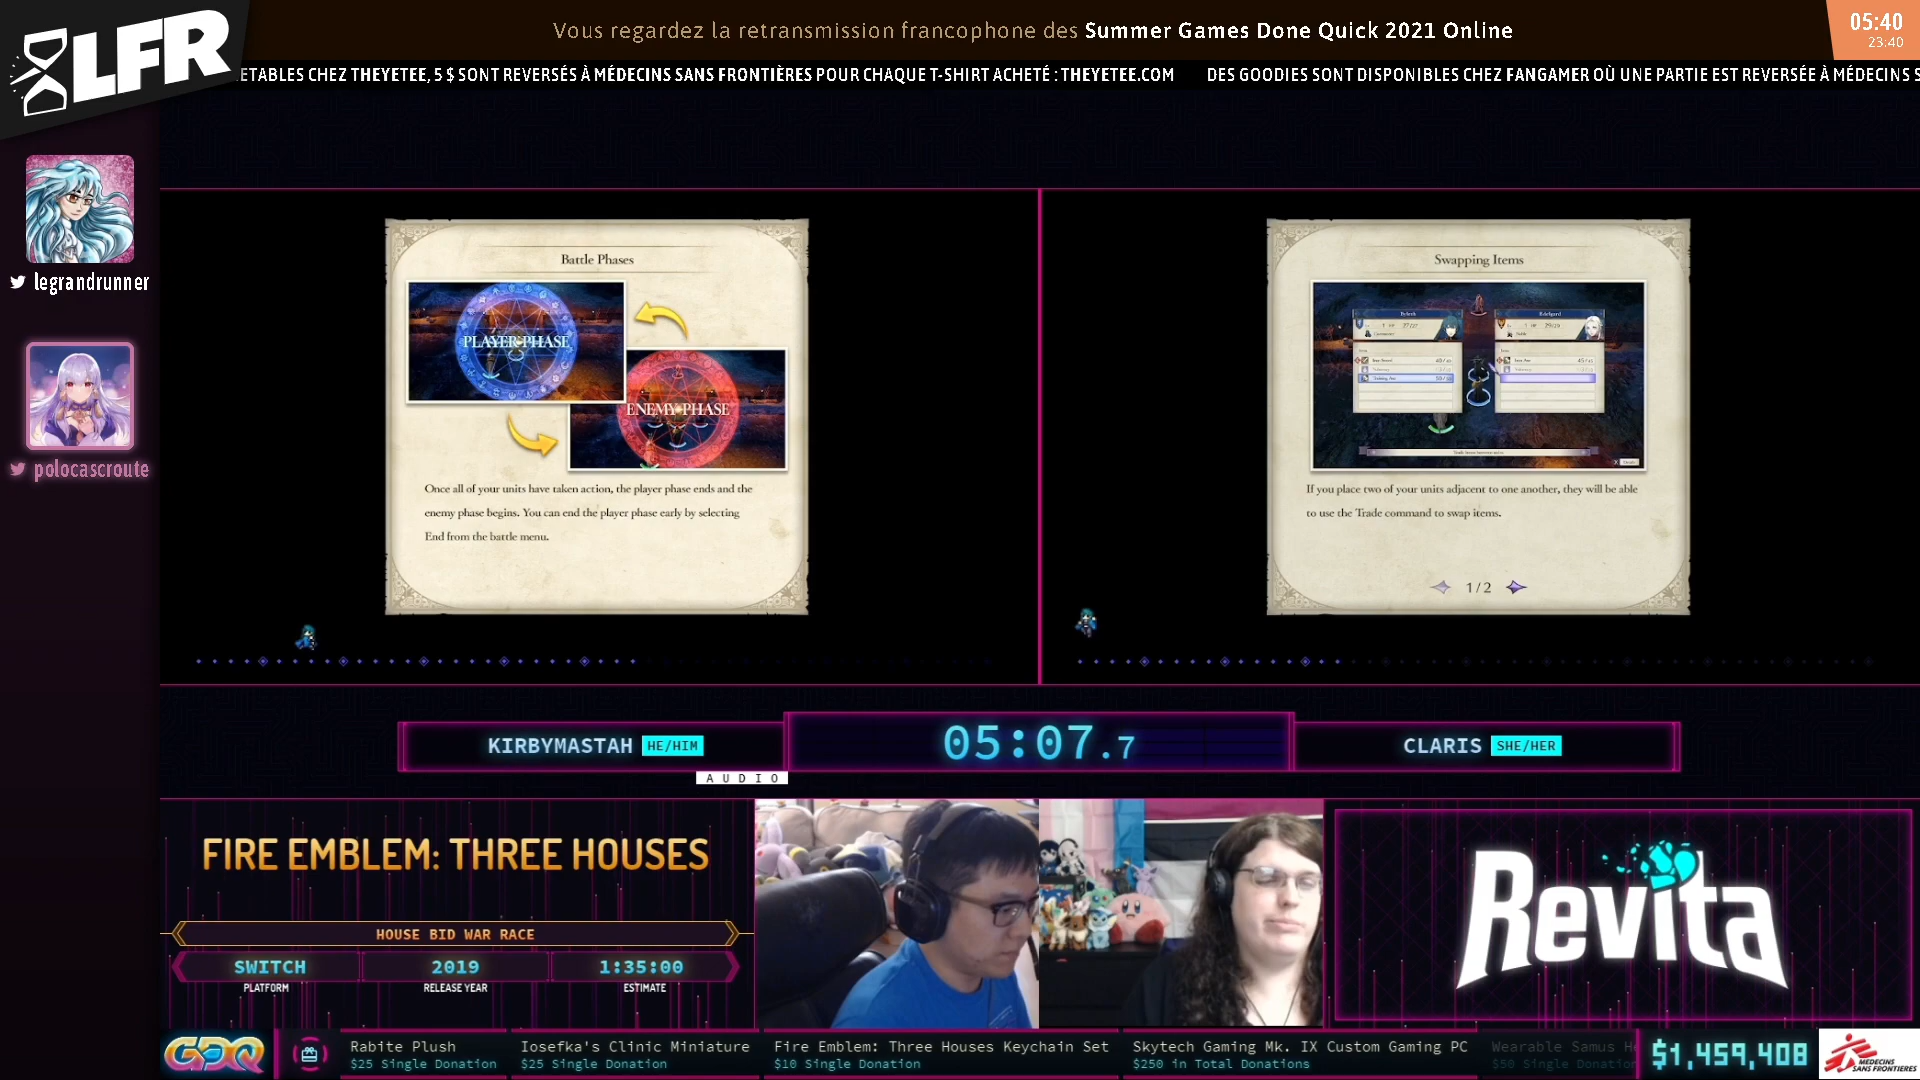 LFR
Vous regardez la retransmission francophone des Summer Games Done Quick 2021 Online
05:40
23:40
ETABLES CHEZ THEYETEE, 5 $ SONT REVERSÉS À MÉDECINS SANS FRONTIÈRES POUR CHAQUE T-SHIRT ACHETÉ : THEYETEE.COM
DES GOODIES SONT DISPONIBLES CHEZ FANGAMER OÙ UNE PARTIE EST REVERSÉE À MÉDECINS S
legrandrunner
polocascroute
Battle Phases
PLAYER PHASE
ENEMY PHASE
Once all of your units have taken action, the player phase ends and the
enemy phase begins. You can end the player phase early by selecting
End from the battle menu.
Swapping Items
Byleth
Edelgard
If you place two of your units adjacent to one another, they will be able
to use the Trade command to swap items.
1/2
KIRBYMASTAH HE/HIM
05:07.7
CLARIS SHE/HER
AUDIO
FIRE EMBLEM: THREE HOUSES
HOUSE BID WAR RACE
SWITCH
PLATFORM
2019
RELEASE YEAR
1:35:00
ESTIMATE
Revita
GDQ
Rabite Plush
$25 Single Donation
Iosefka's Clinic Miniature
$25 Single Donation
Fire Emblem: Three Houses Keychain Set
$10 Single Donation
Skytech Gaming Mk. IX Custom Gaming PC
$250 in Total Donations
Wearable Samus He
$50 Single Donation
$1,459,408
MEDECINS
SANS FRONTIERES